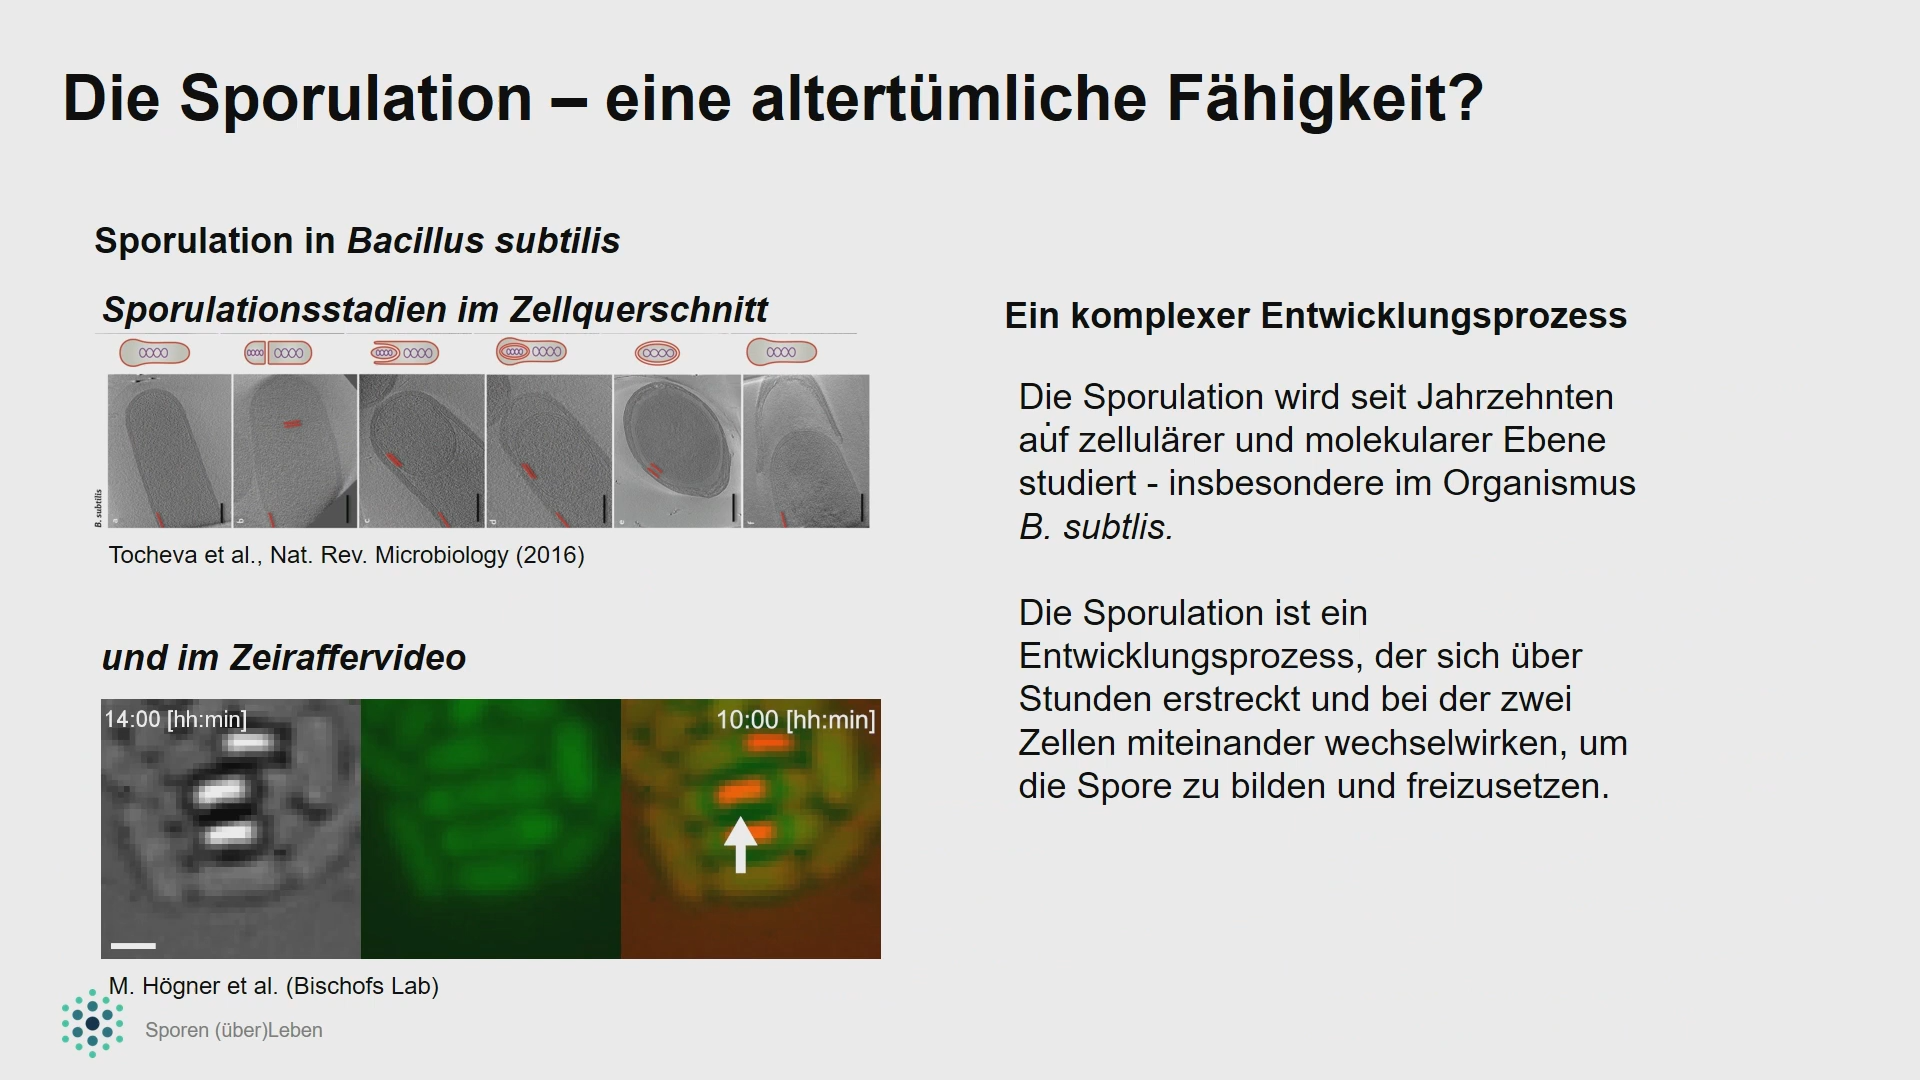 Die Sporulation – eine altertümliche Fähigkeit?
Sporulation in Bacillus subtilis
Sporulationsstadien im Zellquerschnitt
B. subtilis
a
b
c
d
e
f
Tocheva et al., Nat. Rev. Microbiology (2016)
und im Zeiraffervideo
14:00 [hh:min]
10:00 [hh:min]
M. Högner et al. (Bischofs Lab)
Ein komplexer Entwicklungsprozess
Die Sporulation wird seit Jahrzehnten
auf zellulärer und molekularer Ebene
studiert - insbesondere im Organismus
B. subtlis.
Die Sporulation ist ein
Entwicklungsprozess, der sich über
Stunden erstreckt und bei der zwei
Zellen miteinander wechselwirken, um
die Spore zu bilden und freizusetzen.
Sporen (über)Leben